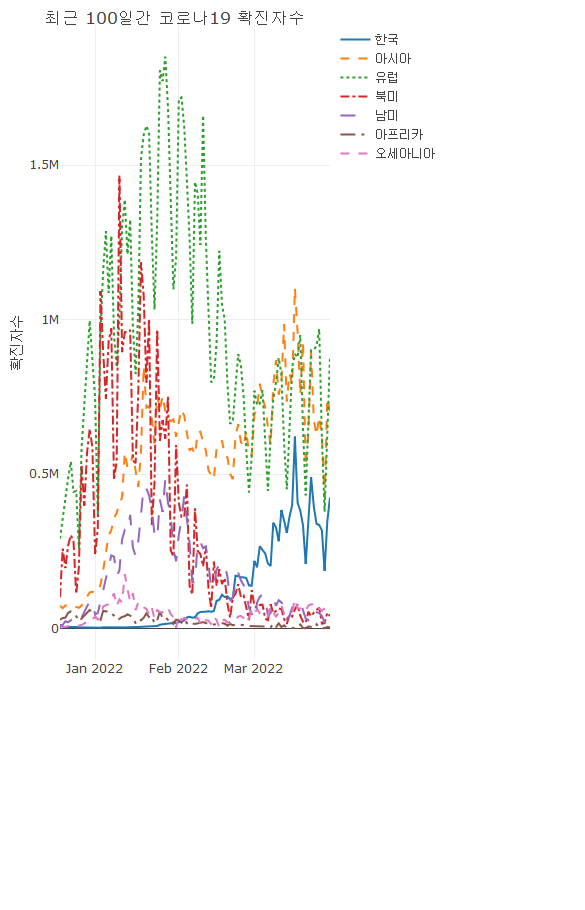 최근 100일간 코로나19 확진자수
한국
아시아
유럽
북미
남미
아프리카
오세아니아
확진자수
1.5M
1M
0.5M
0
Jan 2022
Feb 2022
Mar 2022